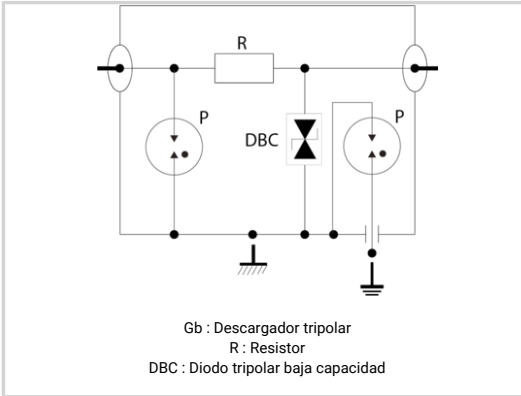 R
P
P
DBC
Gb : Descargador tripolar
R : Resistor
DBC : Diodo tripolar baja capacidad